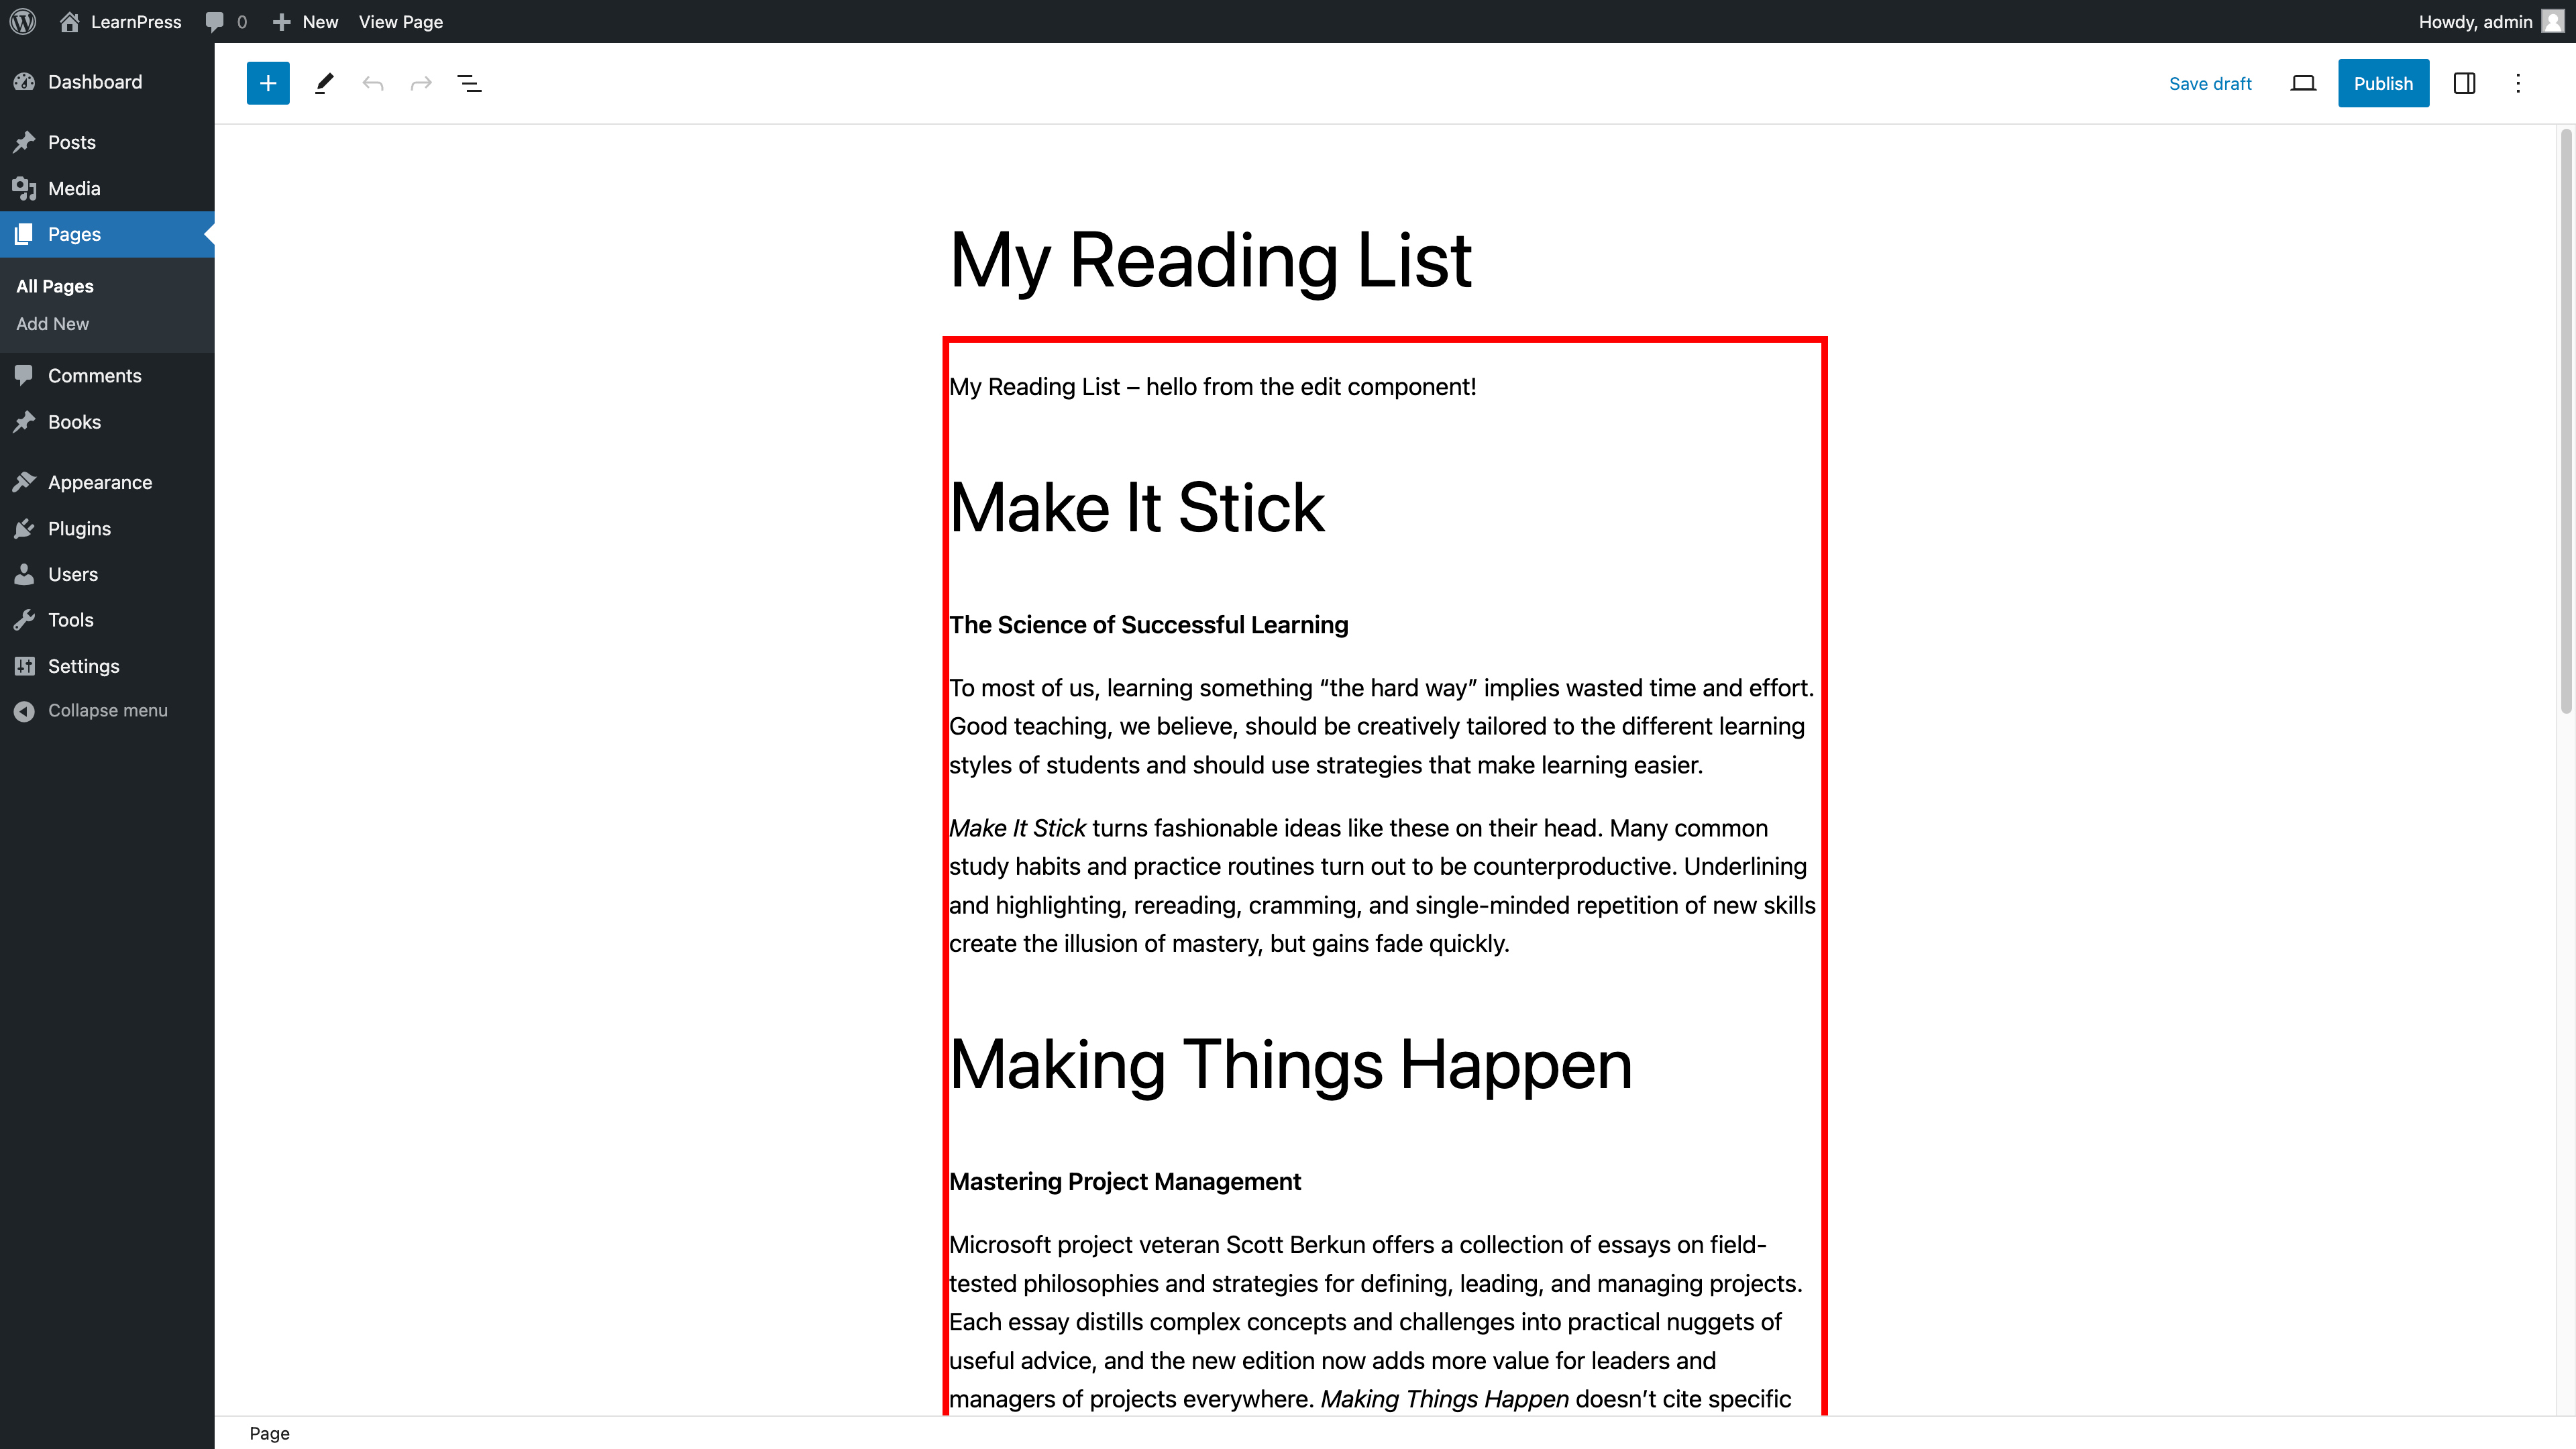 LearnPress 0 New View Page Howdy, admin
Dashboard
Posts
Media
Pages
All Pages
Add New
Comments
Books
Appearance
Plugins
Users
Tools
Settings
Collapse menu
Save draft Publish
My Reading List
My Reading List – hello from the edit component!
Make It Stick
The Science of Successful Learning
To most of us, learning something “the hard way” implies wasted time and effort.
Good teaching, we believe, should be creatively tailored to the different learning
styles of students and should use strategies that make learning easier.
Make It Stick turns fashionable ideas like these on their head. Many common
study habits and practice routines turn out to be counterproductive. Underlining
and highlighting, rereading, cramming, and single-minded repetition of new skills
create the illusion of mastery, but gains fade quickly.
Making Things Happen
Mastering Project Management
Microsoft project veteran Scott Berkun offers a collection of essays on field-
tested philosophies and strategies for defining, leading, and managing projects.
Each essay distills complex concepts and challenges into practical nuggets of
useful advice, and the new edition now adds more value for leaders and
managers of projects everywhere. Making Things Happen doesn’t cite specific
Page